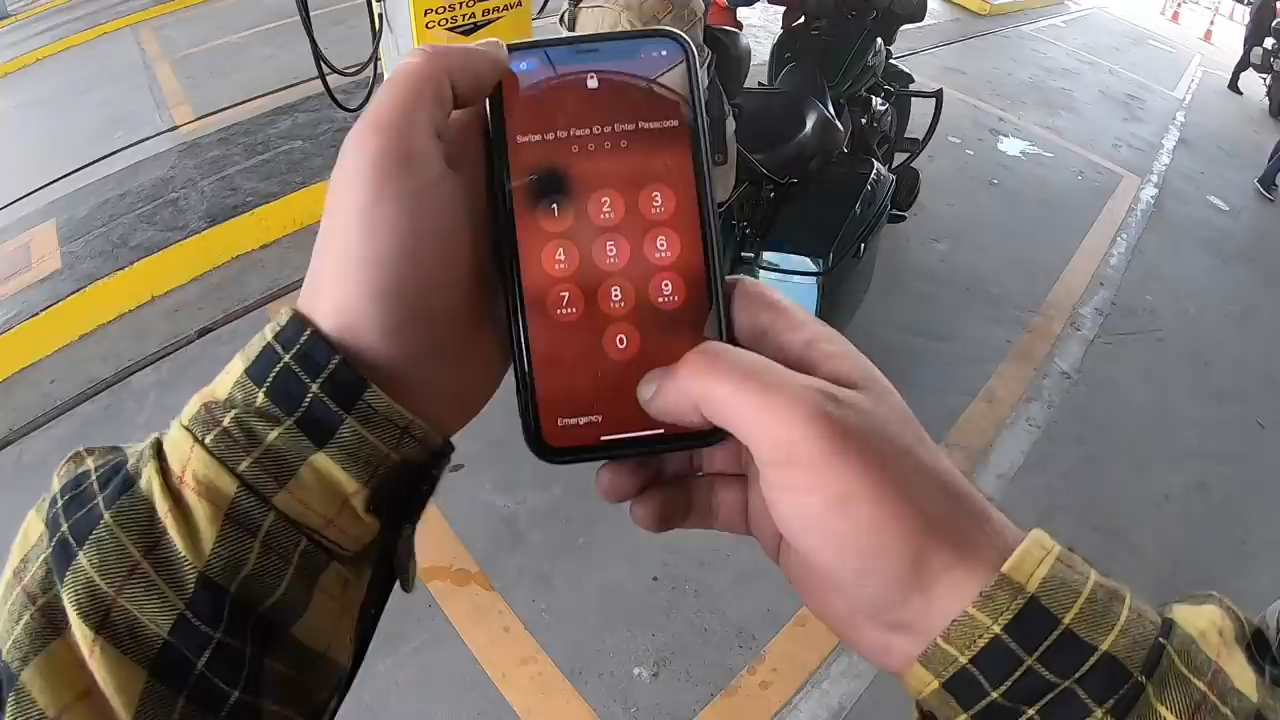 POSTO
COSTA BRAVA
Swipe up for Face ID or Enter Passcode
1
2
ABC
3
DEF
4
GHI
5
JKL
6
MNO
7
PQRS
8
TUV
9
WXYZ
0
Emergency